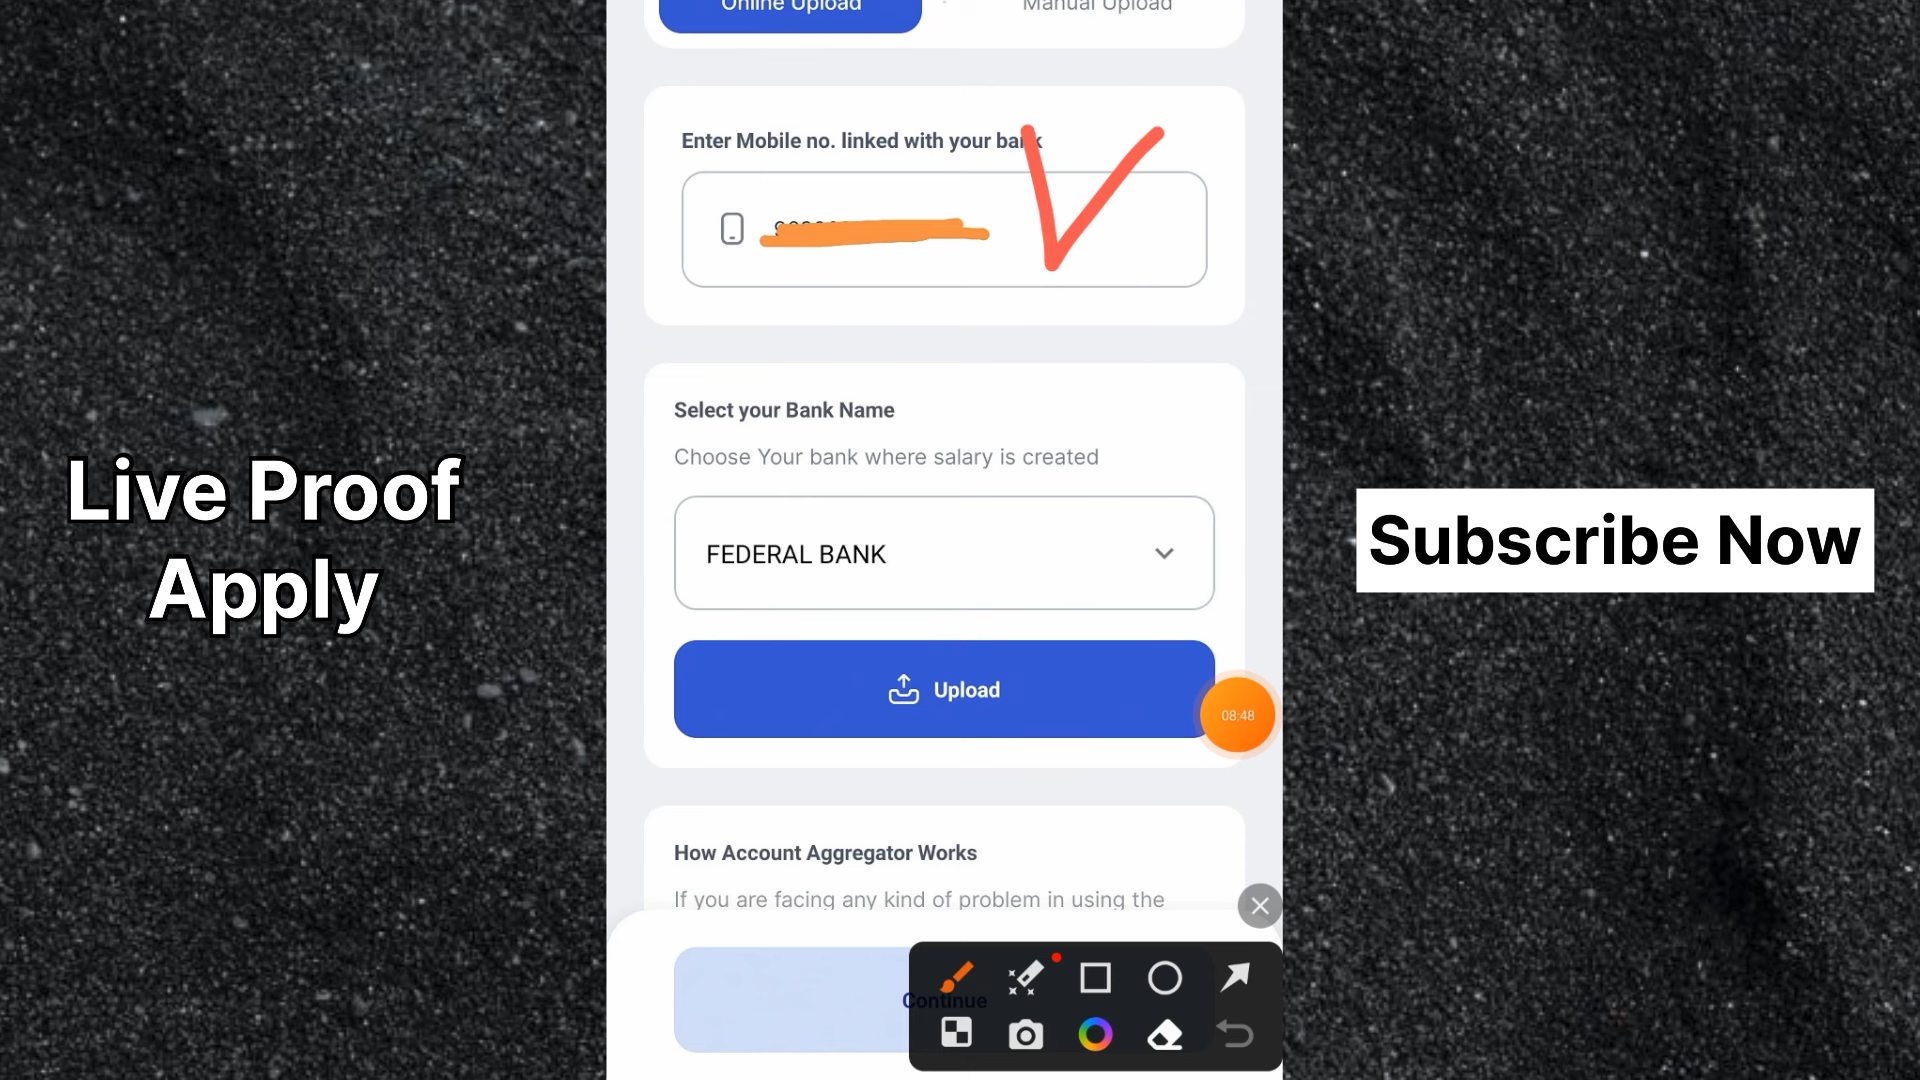 Online Upload
Manual Upload
Enter Mobile no. linked with your bank
Select your Bank Name
Choose Your bank where salary is created
FEDERAL BANK
Upload
08:48
How Account Aggregator Works
If you are facing any kind of problem in using the
Continue
Live Proof
Apply
Subscribe Now